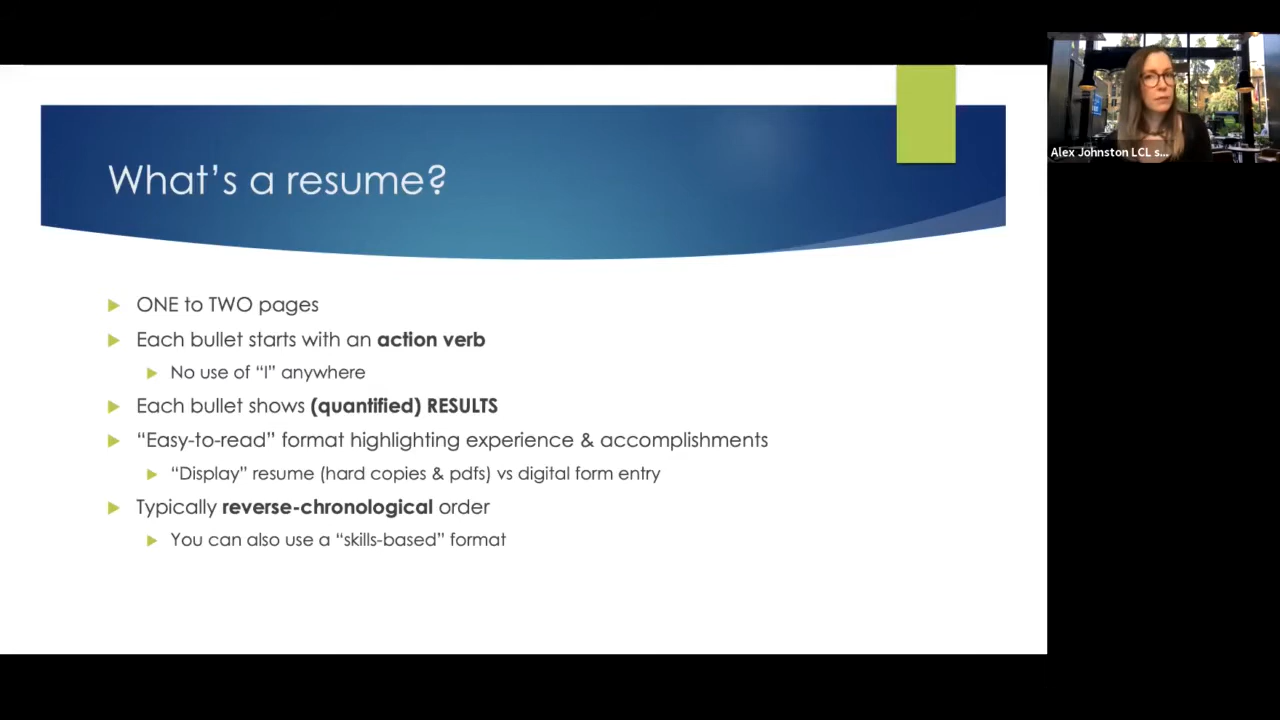 What's a resume?
ONE to TWO pages
Each bullet starts with an action verb
No use of “I” anywhere
Each bullet shows (quantified) RESULTS
“Easy-to-read” format highlighting experience & accomplishments
“Display” resume (hard copies & pdfs) vs digital form entry
Typically reverse-chronological order
You can also use a “skills-based” format
Alex Johnston LCL s...